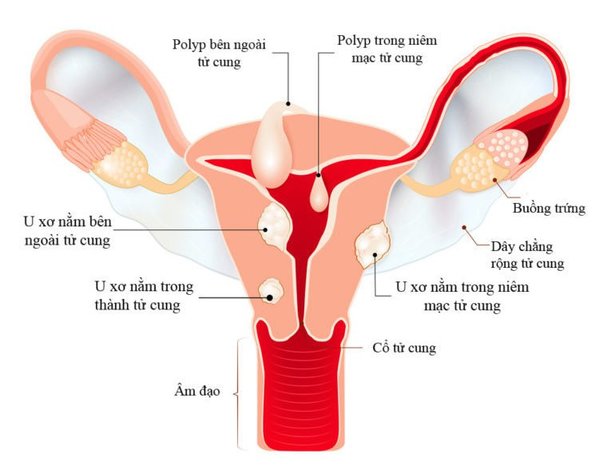 Polyp bên ngoài
tử cung
Polyp trong niêm
mạc tử cung
Buồng trứng
U xơ nằm bên
ngoài tử cung
Dây chằng
rộng tử cung
U xơ nằm trong
thành tử cung
U xơ nằm trong niêm
mạc tử cung
Cổ tử cung
Âm đạo